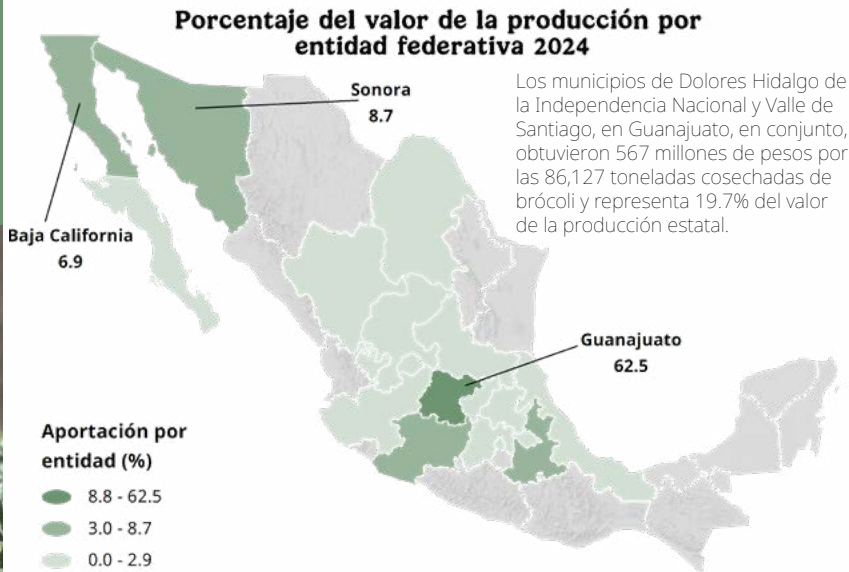 Porcentaje del valor de la producción por
entidad federativa 2024
Los municipios de Dolores Hidalgo de
la Independencia Nacional y Valle de
Santiago, en Guanajuato, en conjunto,
obtuvieron 567 millones de pesos por
las 86,127 toneladas cosechadas de
brócoli y representa 19.7% del valor
de la producción estatal.
Sonora
8.7
Baja California
6.9
Guanajuato
62.5
Aportación por
entidad (%)
8.8 - 62.5
3.0 - 8.7
0.0 - 2.9